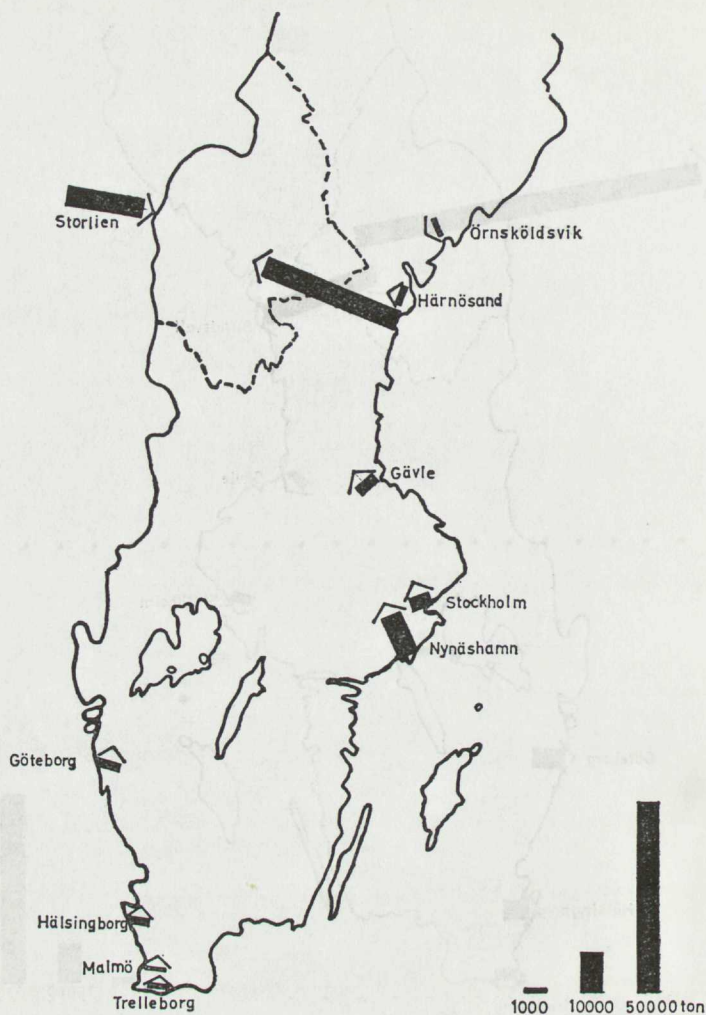 Storlien
Örnsköldsvik
Härnösand
Gävle
Stockholm
Nynäshamn
Göteborg
Hälsingborg
Malmö
Trelleborg
1000 10000 50000 ton